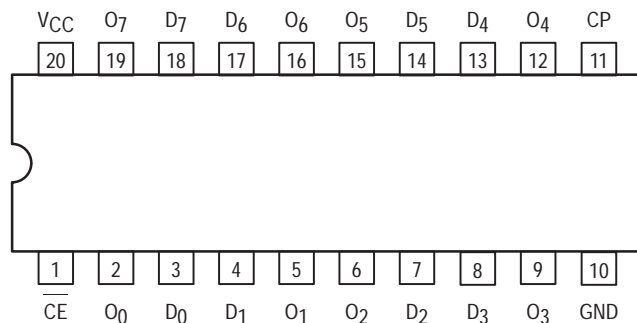 VCC O7 D7 D6 O6 O5 D5 D4 O4 CP
20 19 18 17 16 15 14 13 12 11
1 2 3 4 5 6 7 8 9 10
CE O0 D0 D1 O1 O2 D2 D3 O3 GND